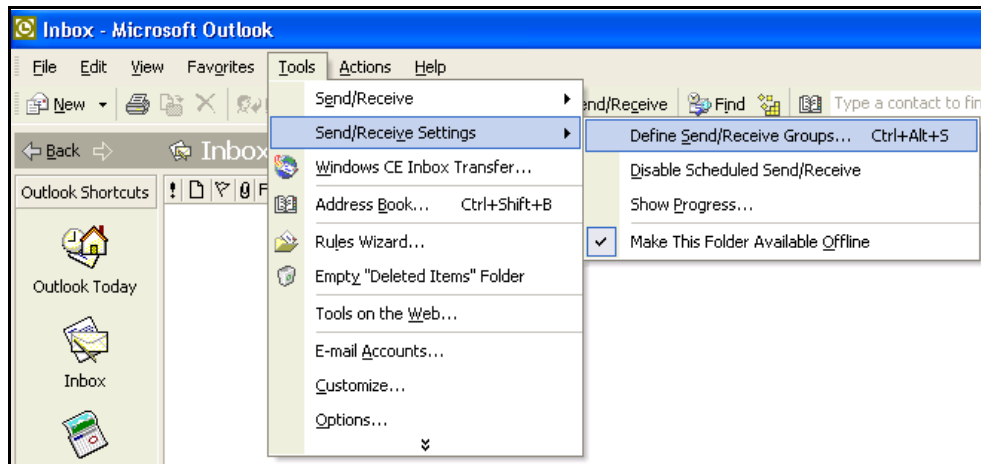 Inbox - Microsoft Outlook
File Edit View Favorites Tools Actions Help
New end/Receive Find Type a contact to fin
Back Inbox
Outlook Shortcuts ! F
Outlook Today
Inbox
Send/Receive
Send/Receive Settings
Windows CE Inbox Transfer...
Address Book... Ctrl+Shift+B
Rules Wizard...
Empty "Deleted Items" Folder
Tools on the Web...
E-mail Accounts...
Customize...
Options...
Define Send/Receive Groups... Ctrl+Alt+S
Disable Scheduled Send/Receive
Show Progress...
Make This Folder Available Offline